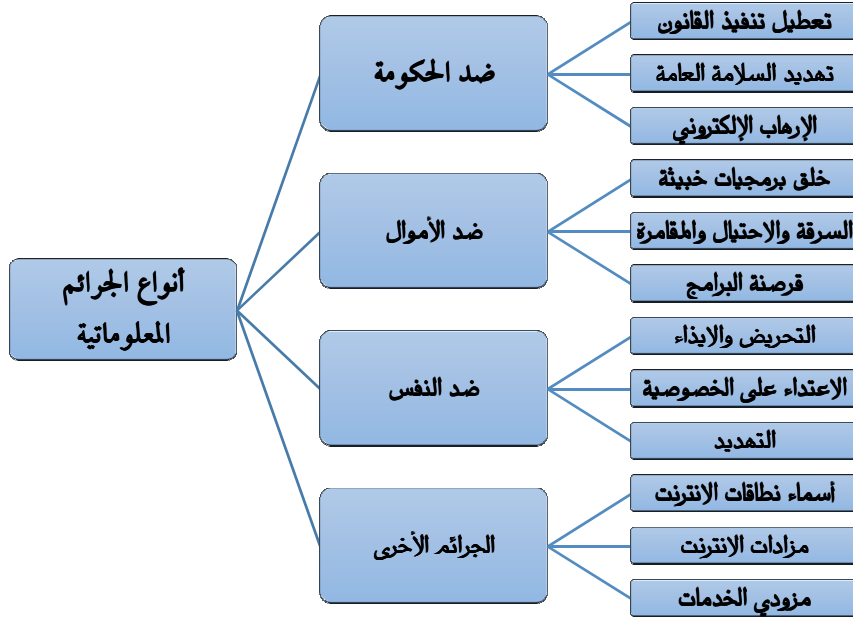 أنواع الجرائم
المعلوماتية
ضد الحكومة
تعطيل تنفيذ القانون
تهديد السلامة العامة
الإرهاب الإلكتروني
ضد الأموال
خلق برمجيات خبيثة
السرقة والاحتيال والمقامرة
قرصنة البرامج
ضد النفس
التحريض والايذاء
الاعتداء على الخصوصية
التهديد
الجرائم الأخرى
أسماء نطاقات الانترنت
مزادات الانترنت
مزودي الخدمات